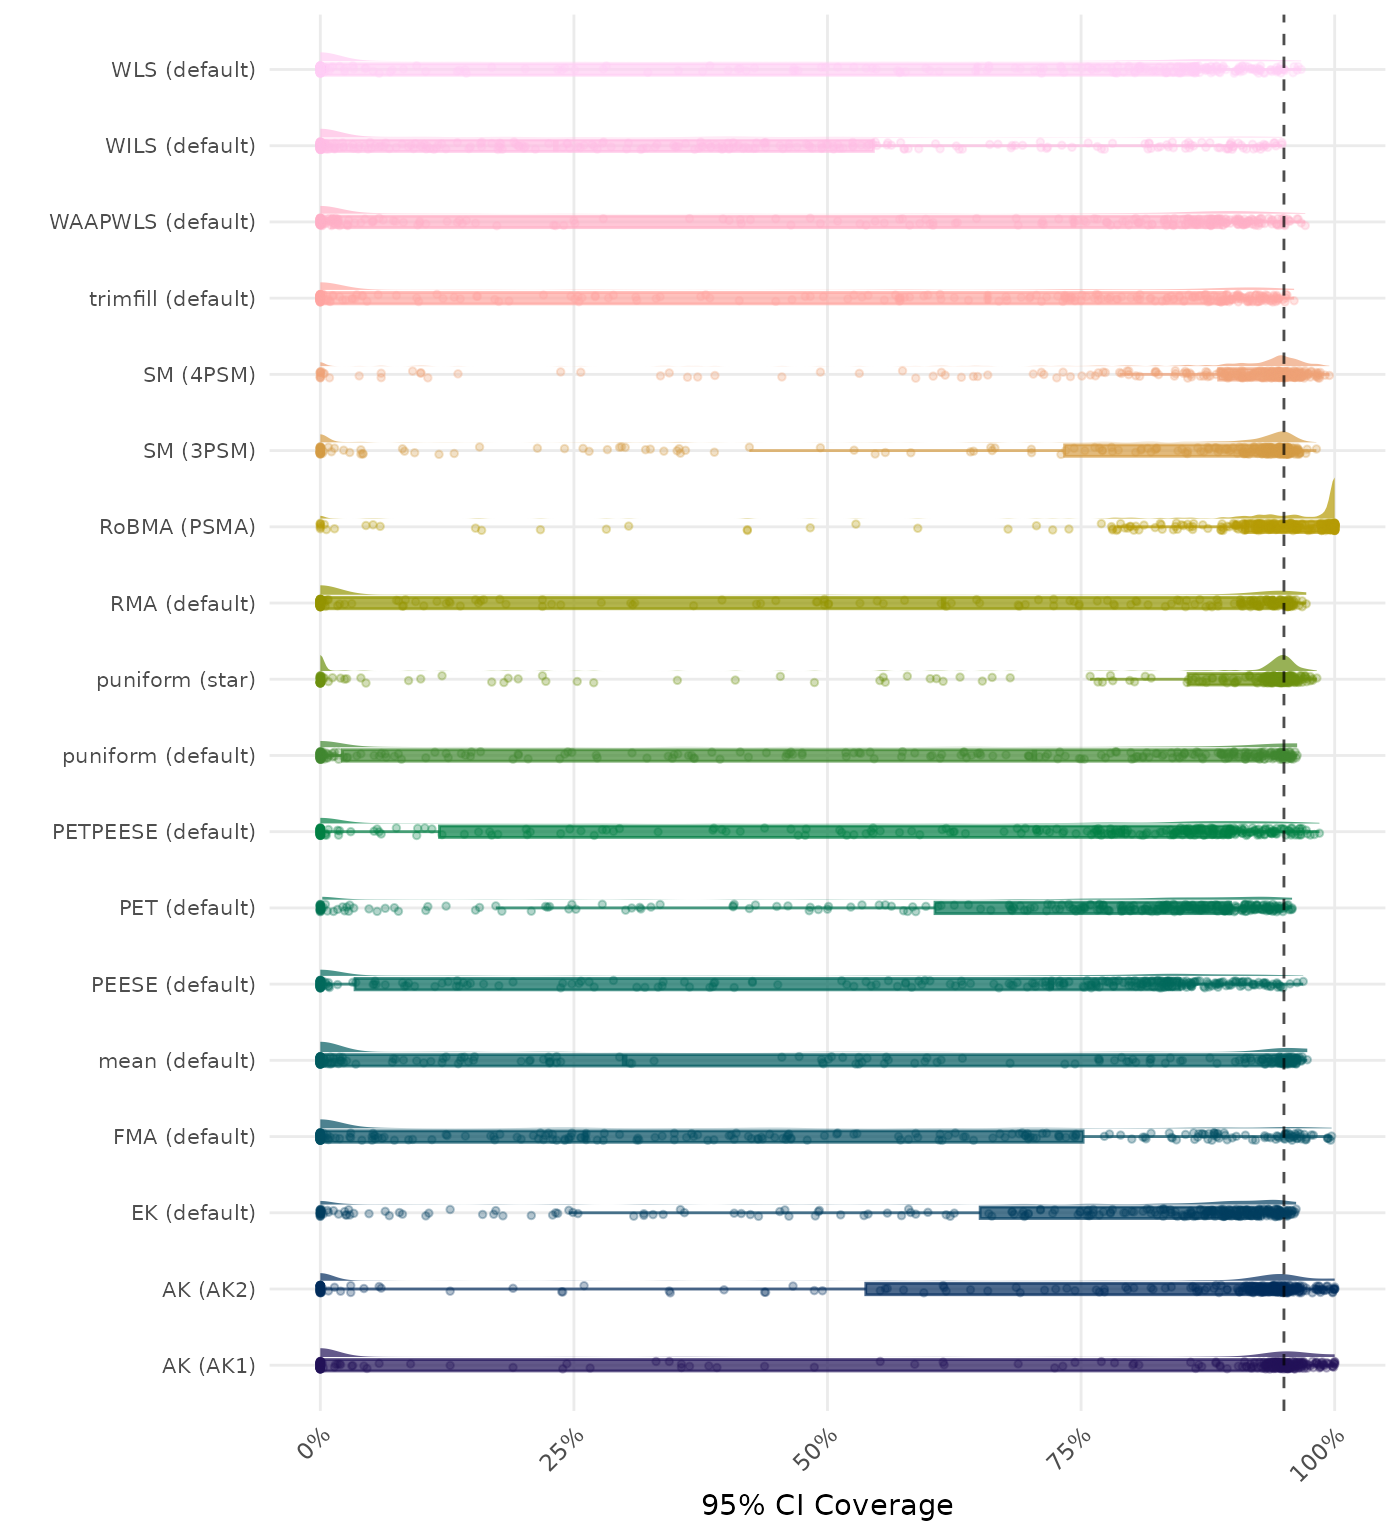 WLS (default)
WILS (default)
WAAPWLS (default)
trimfill (default)
SM (4PSM)
SM (3PSM)
RoBMA (PSMA)
RMA (default)
puniform (star)
puniform (default)
PETPEESE (default)
PET (default)
PEESE (default)
mean (default)
FMA (default)
EK (default)
AK (AK2)
AK (AK1)
0%
25%
50%
75%
100%
95% CI Coverage